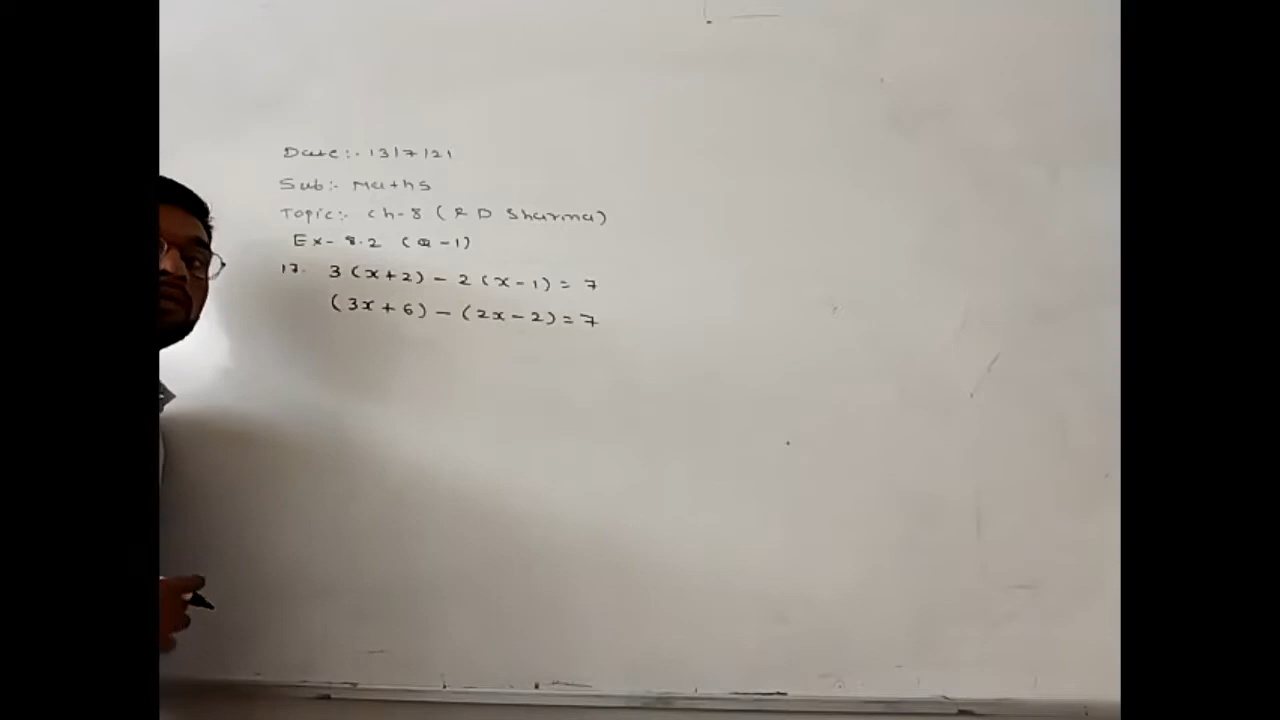 Date:- 13/7/21
Sub:- Maths
Topic:- Ch-8 (R D Sharma)
Ex- 8.2 (Q-1)
17. 3(x+2) - 2(x-1) = 7
(3x+6) - (2x-2) = 7